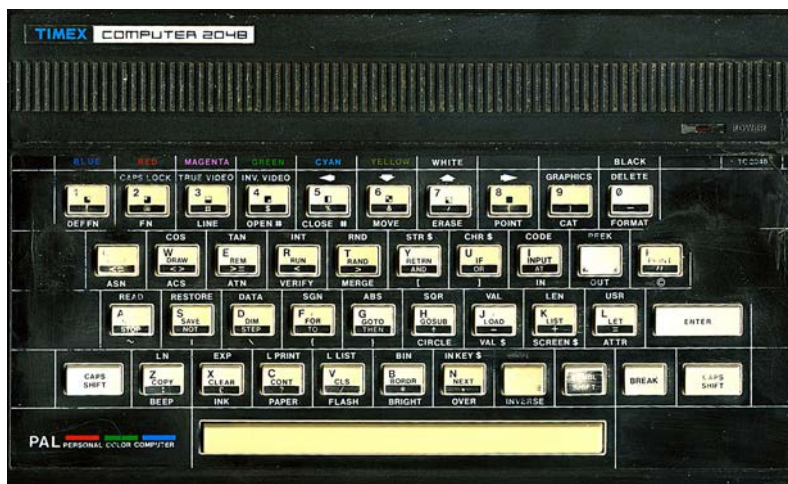 TIMEX COMPUTER 2048
POWER
BLUE RED MAGENTA GREEN CYAN YELLOW WHITE BLACK TC 2048
CAPS LOCK TRUE VIDEO INV. VIDEO GRAPHICS DELETE
1 2 3 4 5 6 7 8 9 0
DEF FN FN LINE OPEN # CLOSE # MOVE ERASE POINT CAT FORMAT
COS TAN INT RND STR $ CHR $ CODE PEEK
W E R T Y U I
DRAW REM RUN RAND RETRN IF INPUT PRINT
<= <> >= < > AND OR AT "
ASN ACS ATN VERIFY MERGE [ ] IN OUT ©
READ RESTORE DATA SGN ABS SQR VAL LEN USR
A S D F G H J K L
SAVE DIM FOR GOTO GOSUB LOAD LIST LET ENTER
STOP NOT STEP TO THEN ↑ - + =
~ | \ { CIRCLE VAL $ SCREEN $ ATTR
LN EXP L PRINT L LIST BIN INKEY $
CAPS SHIFT Z X C V B N SHIFT BREAK CAPS SHIFT
COPY CLEAR CONT CLS BORDR NEXT
: £ ? / * ,
BEEP INK PAPER FLASH BRIGHT OVER INVERSE
PAL PERSONAL COLOR COMPUTER